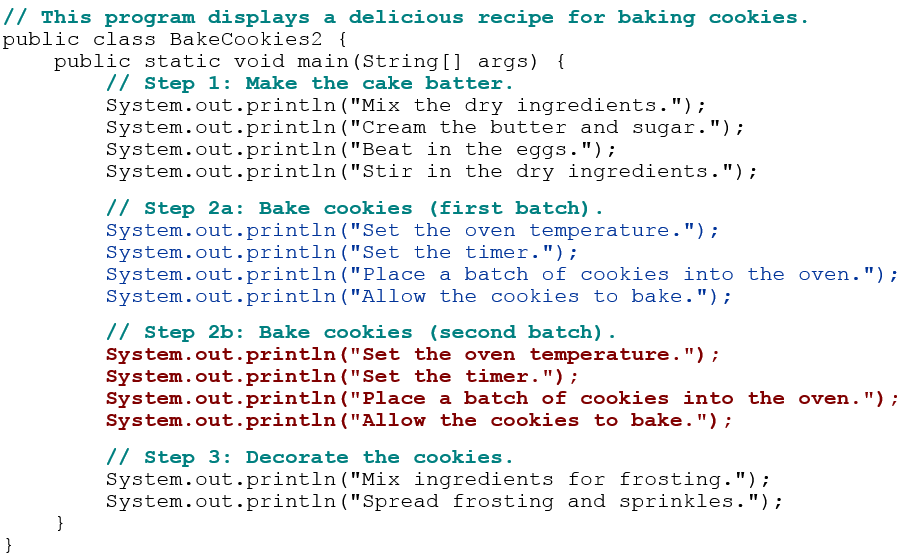 // This program displays a delicious recipe for baking cookies.
public class BakeCookies2 {
    public static void main(String[] args) {
        // Step 1: Make the cake batter.
        System.out.println("Mix the dry ingredients.");
        System.out.println("Cream the butter and sugar.");
        System.out.println("Beat in the eggs.");
        System.out.println("Stir in the dry ingredients.");

        // Step 2a: Bake cookies (first batch).
        System.out.println("Set the oven temperature.");
        System.out.println("Set the timer.");
        System.out.println("Place a batch of cookies into the oven.");
        System.out.println("Allow the cookies to bake.");

        // Step 2b: Bake cookies (second batch).
        System.out.println("Set the oven temperature.");
        System.out.println("Set the timer.");
        System.out.println("Place a batch of cookies into the oven.");
        System.out.println("Allow the cookies to bake.");

        // Step 3: Decorate the cookies.
        System.out.println("Mix ingredients for frosting.");
        System.out.println("Spread frosting and sprinkles.");
    }
}